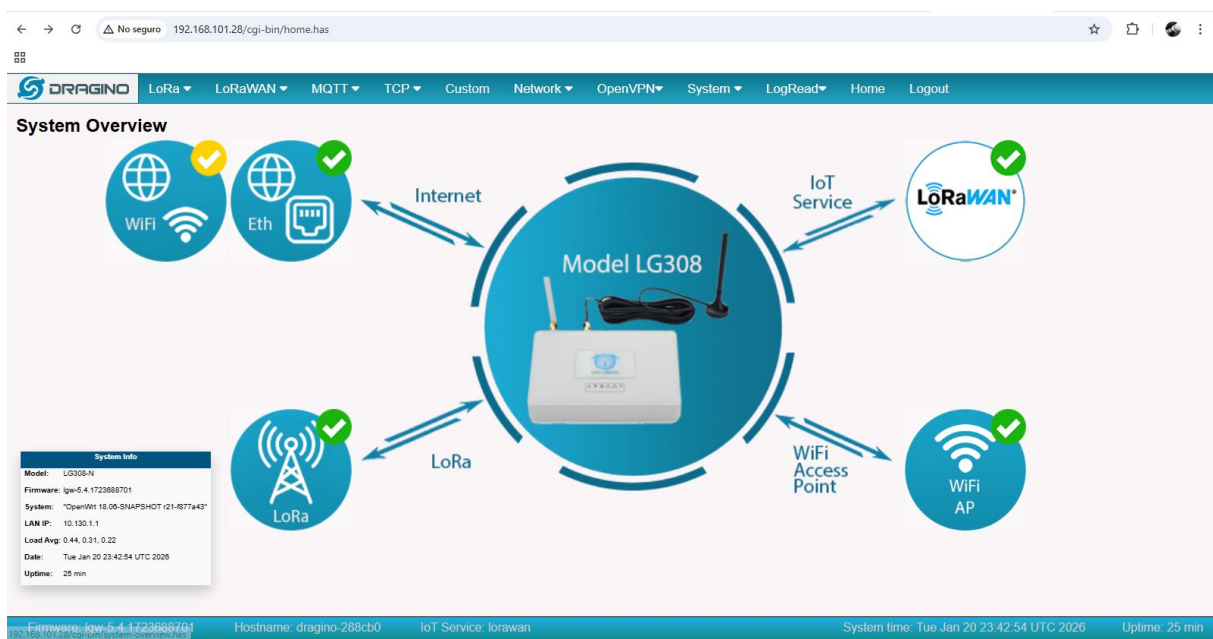 No seguro 192.168.101.28/cgi-bin/home.has
DRAGINO LoRa LoRaWAN MQTT TCP Custom Network OpenVPN System LogRead Home Logout
System Overview
WiFi
Eth
Internet
IoT
Service
LoRaWAN
Model LG308
LoRa
LoRa
WiFi
Access
Point
WiFi
AP
System Info
Model: LG308-N
Firmware: lgw-5.4.1723688701
System: "OpenWrt 18.06-SNAPSHOT r21-f877a43"
LAN IP: 10.130.1.1
Load Avg: 0.44, 0.31, 0.22
Date: Tue Jan 20 23:42:54 UTC 2026
Uptime: 25 min
Firmware: lgw-5.4.1723688701 Hostname: dragino-288cb0 IoT Service: lorawan System time: Tue Jan 20 23:42:54 UTC 2026 Uptime: 25 min
192.168.101.28/cgi-bin/system-overview.has